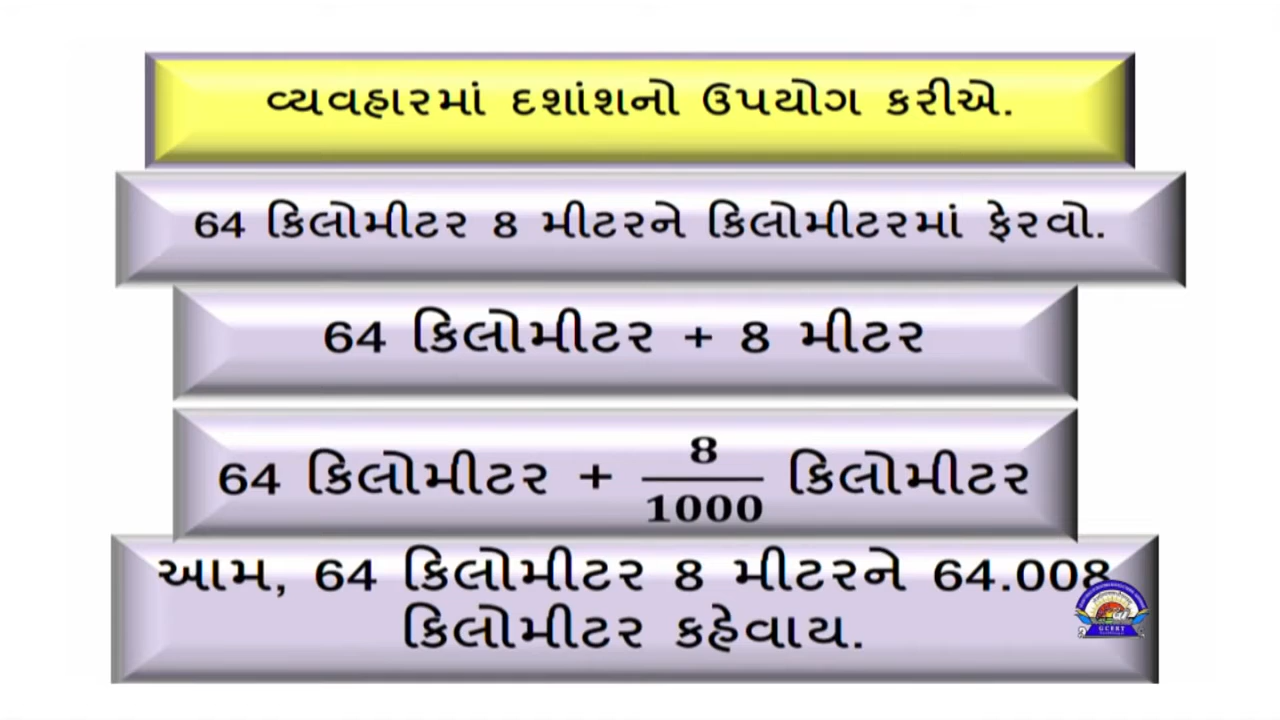 વ્યવહારમાં દશાંશનો ઉપયોગ કરીએ.
64 કિલોમીટર 8 મીટરને કિલોમીટરમાં ફેરવો.
64 કિલોમીટર + 8 મીટર
64 કિલોમીટર + 8/1000 કિલોમીટર
આમ, 64 કિલોમીટર 8 મીટરને 64.008
કિલોમીટર કહેવાય.
GCERT